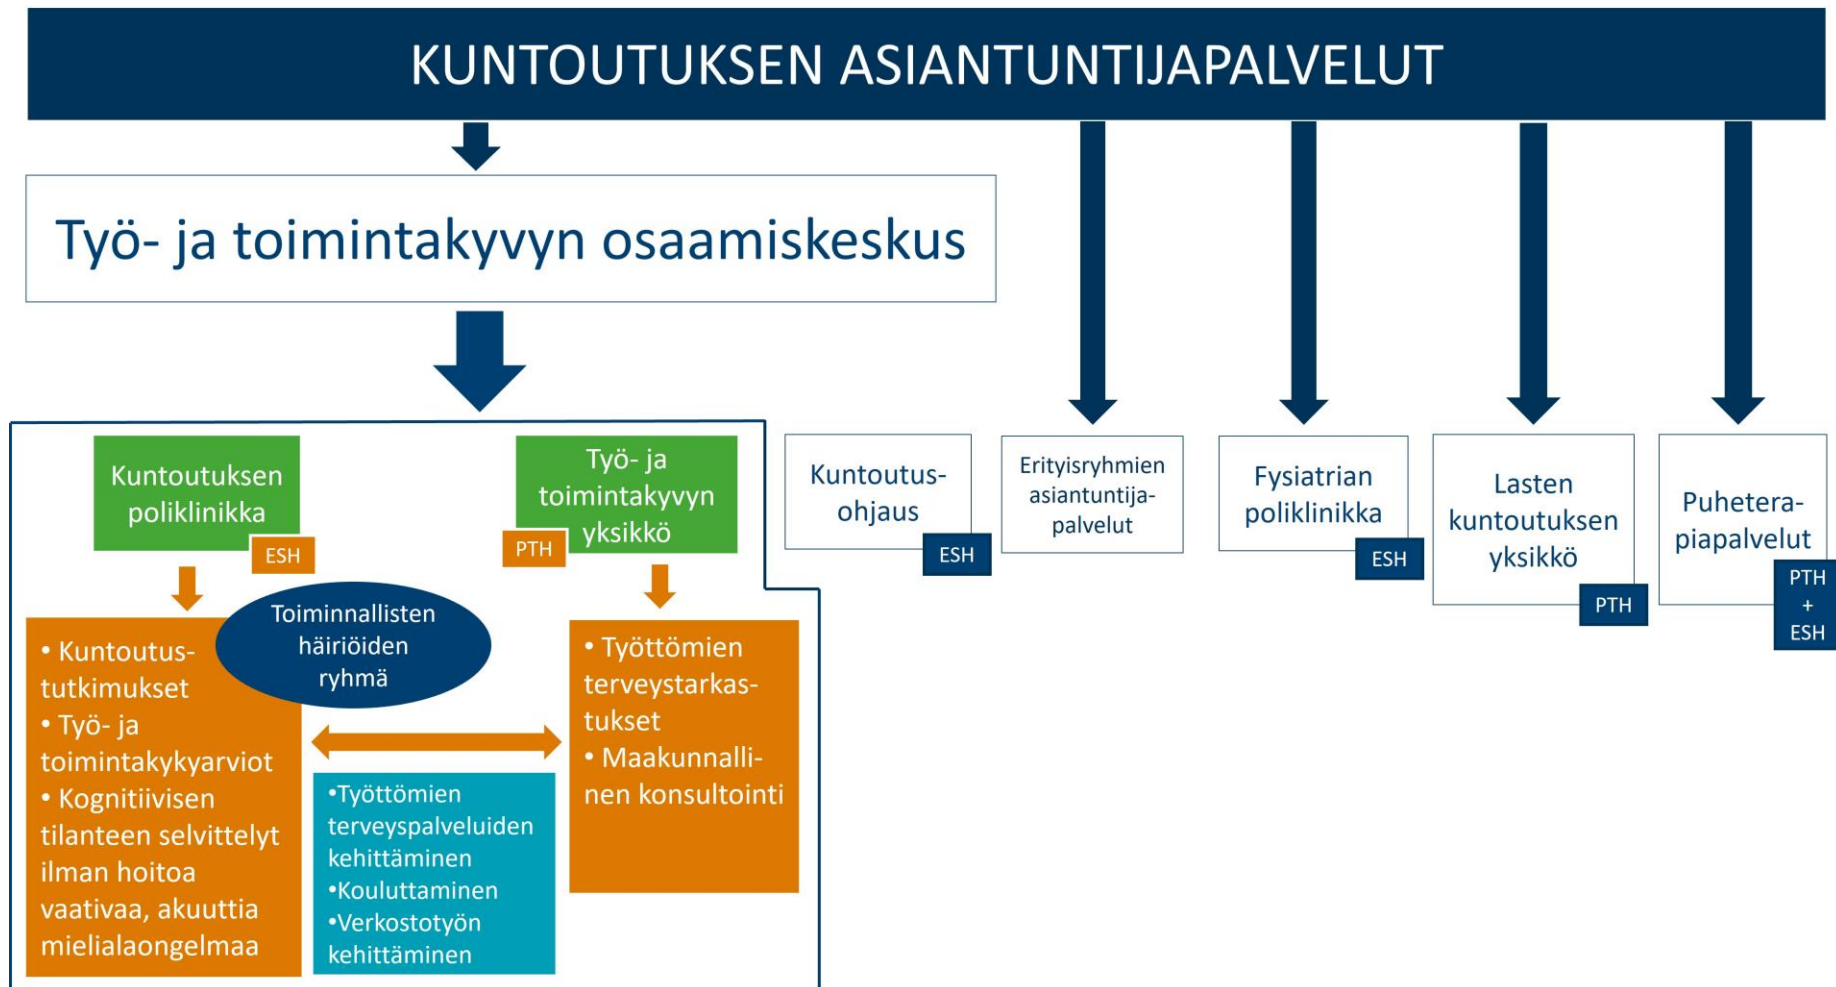 KUNTOUTUKSEN ASIANTUNTIJAPALVELUT
Työ- ja toimintakyvyn osaamiskeskus
Kuntoutuksen
poliklinikka
ESH
Työ- ja
toimintakyvyn
yksikkö
PTH
Kuntoutus-
ohjaus
ESH
Erityisryhmien
asiantuntija-
palvelut
Fysiatrian
poliklinikka
ESH
Lasten
kuntoutuksen
yksikkö
PTH
Puhetera-
piapalvelut
PTH
+
ESH
Toiminnallisten
häiriöiden
ryhmä
• Kuntoutus-
tutkimukset
• Työ- ja
toimintakykyarviot
• Kognitiivisen
tilanteen selvittelyt
ilman hoitoa
vaativaa, akuuttia
mielialaongelmaa
•Työttömien
terveyspalveluiden
kehittäminen
•Kouluttaminen
•Verkostotyön
kehittäminen
• Työttömien
terveystarkas-
tukset
• Maakunnalli-
nen konsultointi